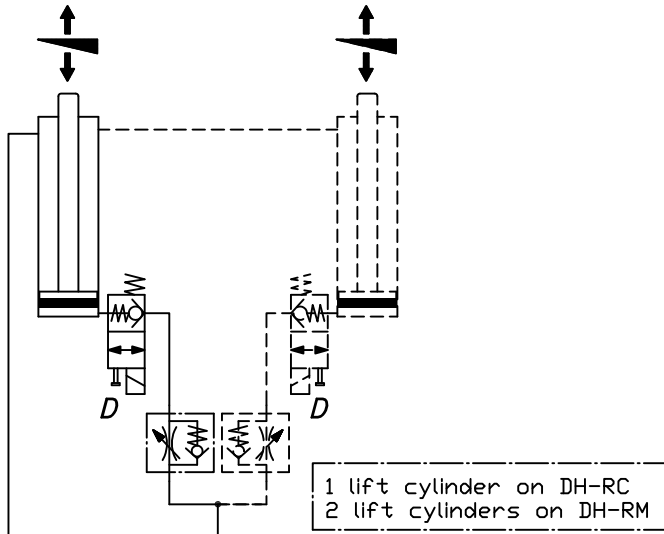 D
D
1 lift cylinder on DH-RC
2 lift cylinders on DH-RM